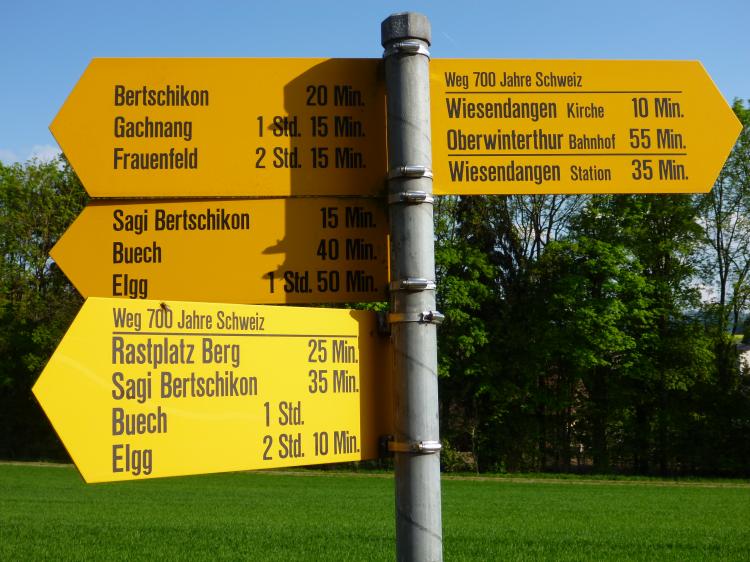 Bertschikon 20 Min.
Gachnang 1 Std. 15 Min.
Frauenfeld 2 Std. 15 Min.
Sagi Bertschikon 15 Min.
Buech 40 Min.
Elgg 1 Std. 50 Min.
Weg 700 Jahre Schweiz
Rastplatz Berg 25 Min.
Sagi Bertschikon 35 Min.
Buech 1 Std.
Elgg 2 Std. 10 Min.
Weg 700 Jahre Schweiz
Wiesendangen Kirche 10 Min.
Oberwinterthur Bahnhof 55 Min.
Wiesendangen Station 35 Min.